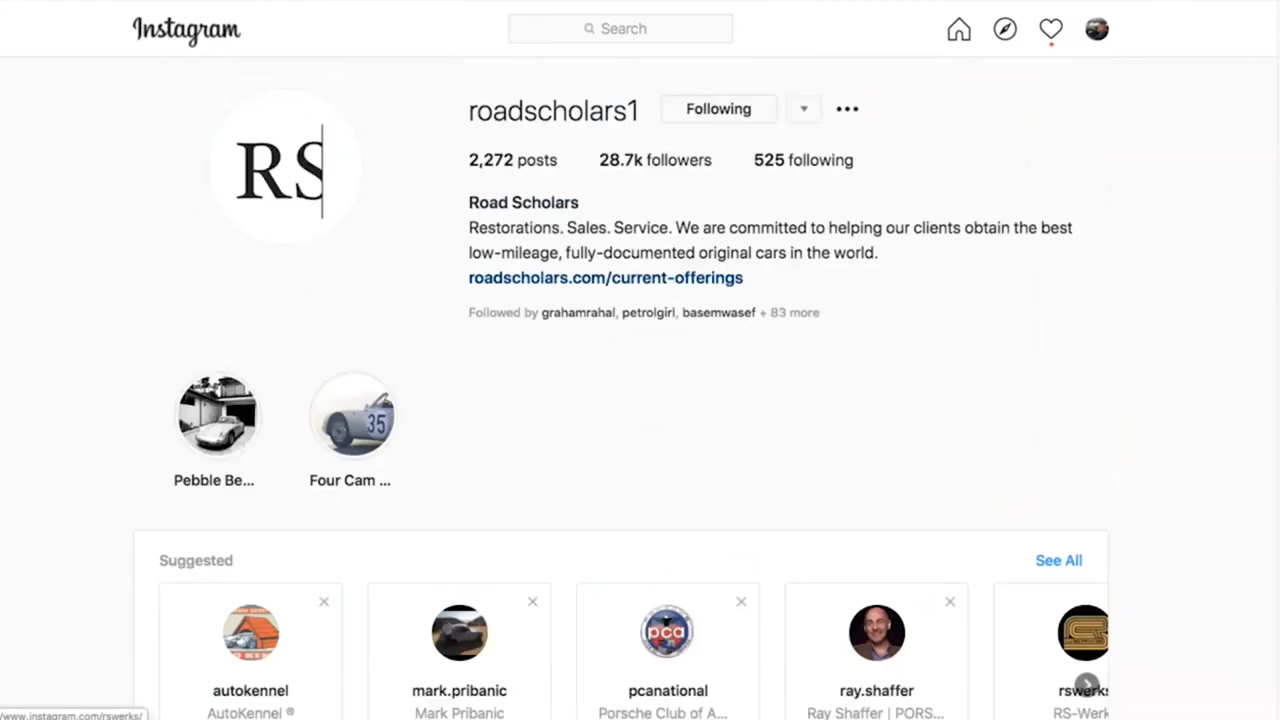 Instagram
Search
RS
roadscholars1
Following
2,272 posts 28.7k followers 525 following
Road Scholars
Restorations. Sales. Service. We are committed to helping our clients obtain the best
low-mileage, fully-documented original cars in the world.
roadscholars.com/current-offerings
Followed by grahamrahal, petrolgirl, basemwasef + 83 more
35
Pebble Be...
Four Cam ...
Suggested
See All
pca
autokennel
mark.pribanic
pcanational
ray.shaffer
rswerks
AutoKennel ®
Mark Pribanic
Porsche Club of A...
Ray Shaffer | PORS...
RS-Werk
/www.instagram.com/rswerks/